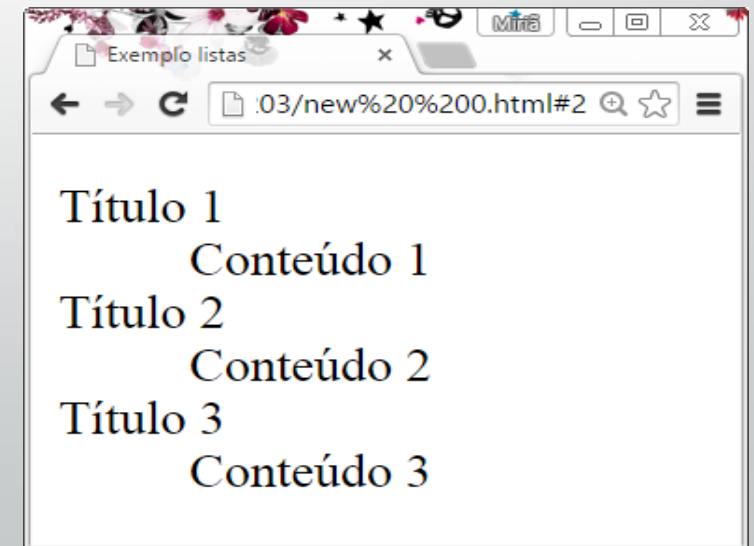 Miriã
Exemplo listas
:03/new%20%200.html#2
Título 1
Conteúdo 1
Título 2
Conteúdo 2
Título 3
Conteúdo 3